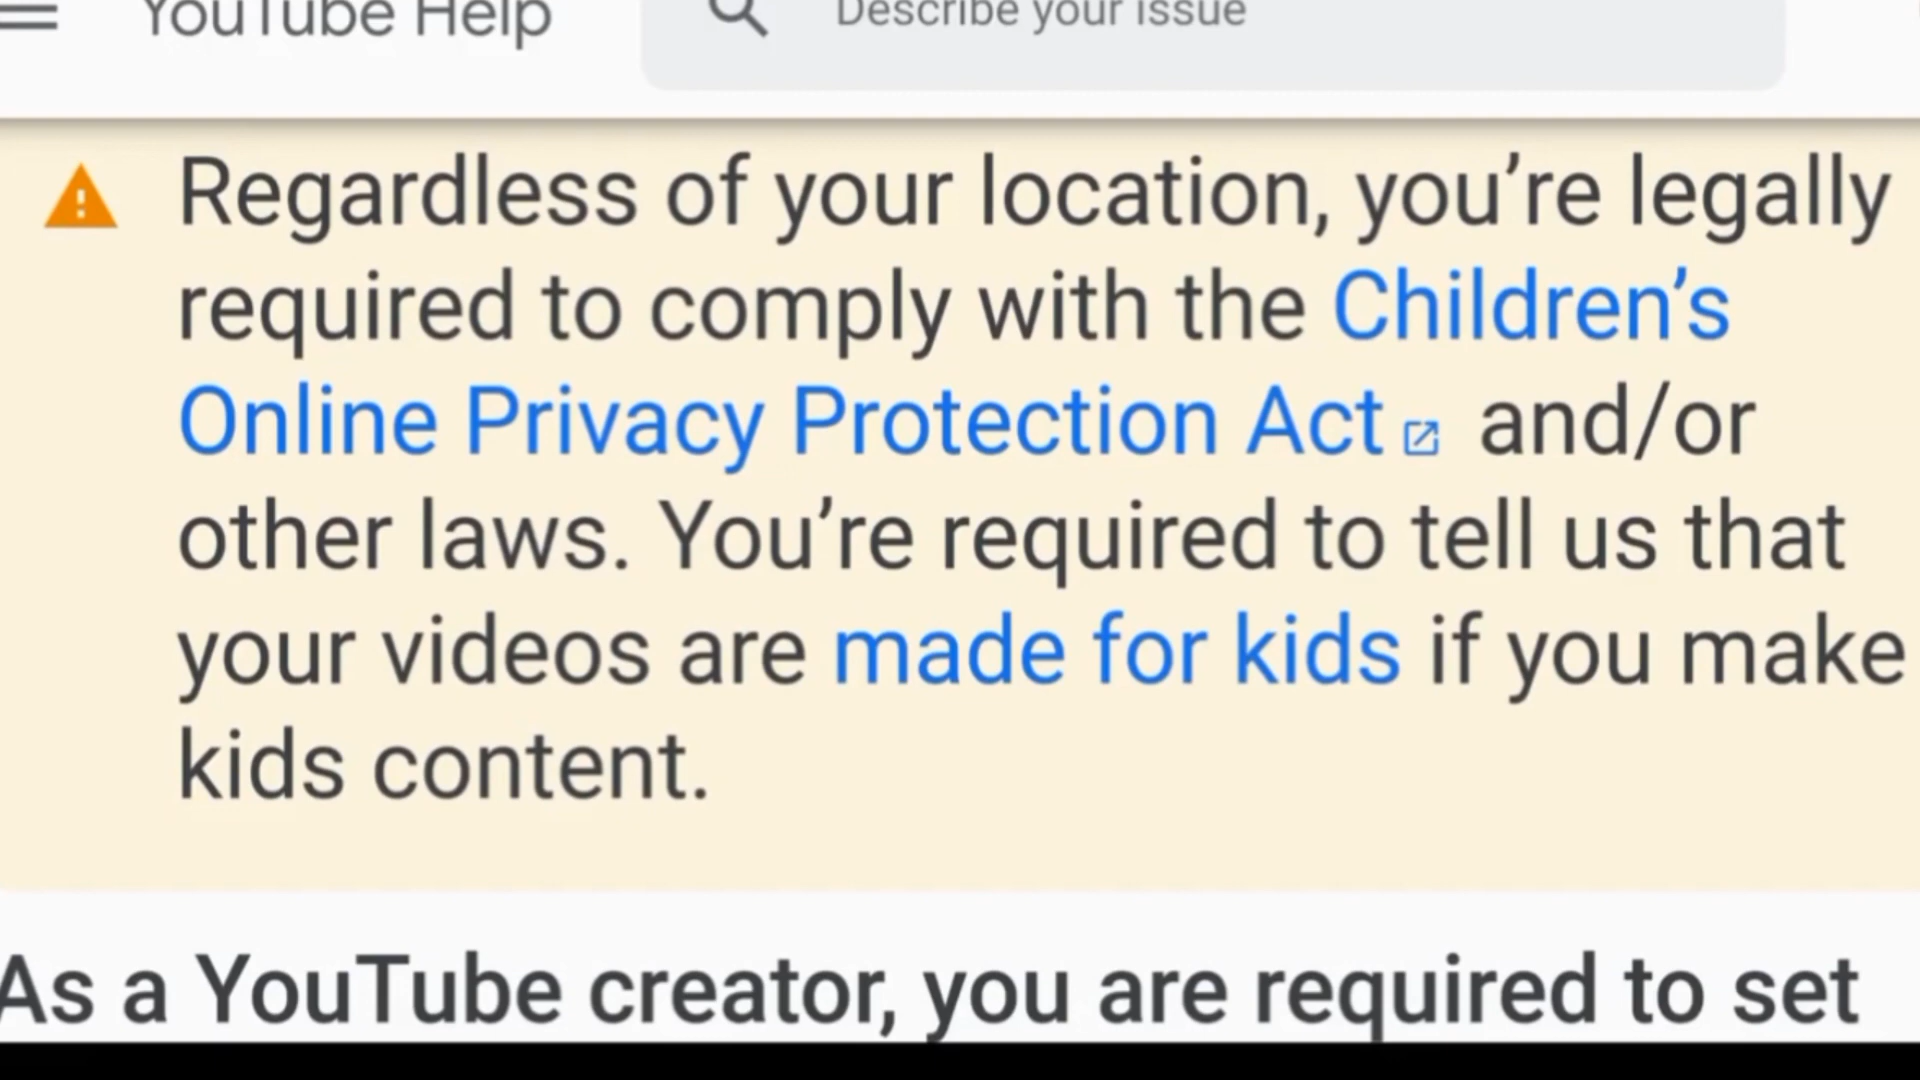 YouTube Help
Describe your issue
Regardless of your location, you’re legally
required to comply with the Children’s
Online Privacy Protection Act and/or
other laws. You’re required to tell us that
your videos are made for kids if you make
kids content.
As a YouTube creator, you are required to set